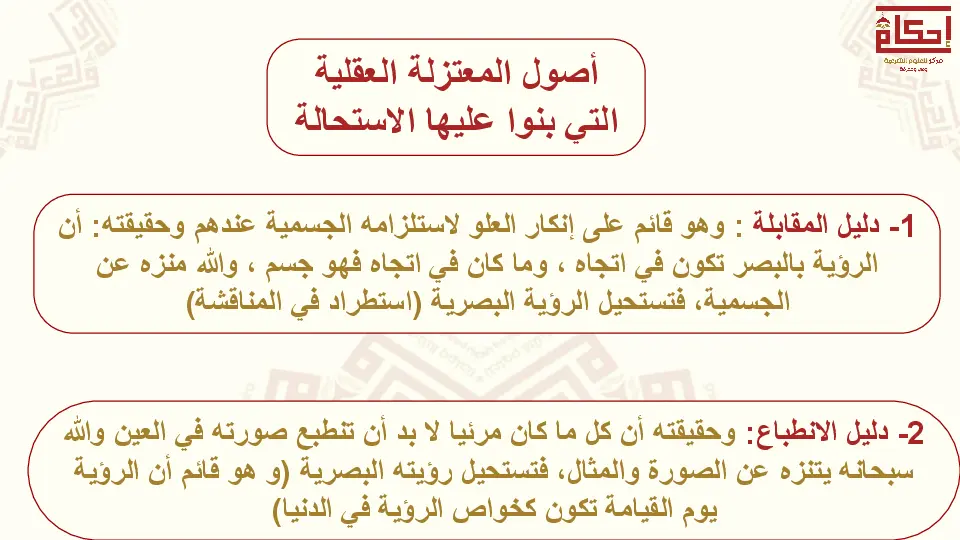 إحكام
مركز للعلوم الشرعية
وعي ومعرفة
أصول المعتزلة العقلية
التي بنوا عليها الاستحالة
1- دليل المقابلة : وهو قائم على إنكار العلو لاستلزامه الجسمية عندهم وحقيقته: أن
الرؤية بالبصر تكون في اتجاه ، وما كان في اتجاه فهو جسم ، والله منزه عن
الجسمية، فتستحيل الرؤية البصرية (استطراد في المناقشة)
2- دليل الانطباع: وحقيقته أن كل ما كان مرئيا لا بد أن تنطبع صورته في العين والله
سبحانه يتنزه عن الصورة والمثال، فتستحيل رؤيته البصرية (و هو قائم أن الرؤية
يوم القيامة تكون كخواص الرؤية في الدنيا)